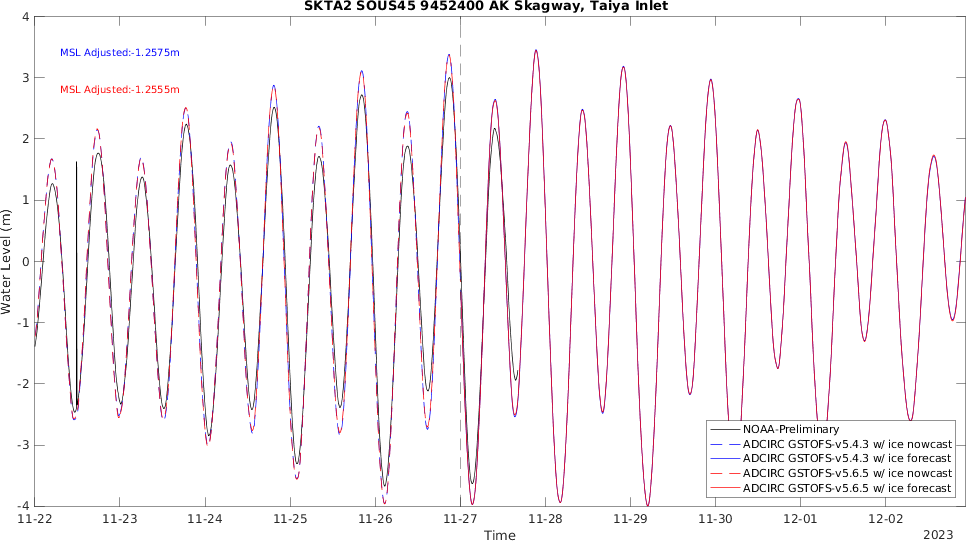 SKTA2 SOUS45 9452400 AK Skagway, Taiya Inlet
MSL Adjusted:-1.2575m
MSL Adjusted:-1.2555m
4
3
2
1
0
-1
-2
-3
-4
Water Level (m)
11-22 11-23 11-24 11-25 11-26 11-27 11-28 11-29 11-30 12-01 12-02
Time
2023
NOAA-Preliminary
ADCIRC GSTOFS-v5.4.3 w/ ice nowcast
ADCIRC GSTOFS-v5.4.3 w/ ice forecast
ADCIRC GSTOFS-v5.6.5 w/ ice nowcast
ADCIRC GSTOFS-v5.6.5 w/ ice forecast